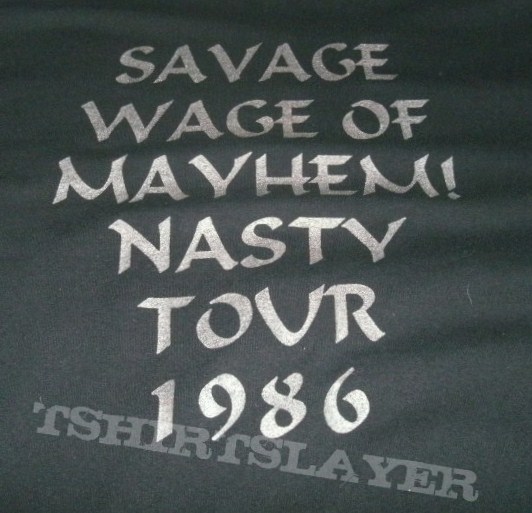 SAVAGE
WAGE OF
MAYHEM!
NASTY
TOUR
1986
TSHIRTSLAYER